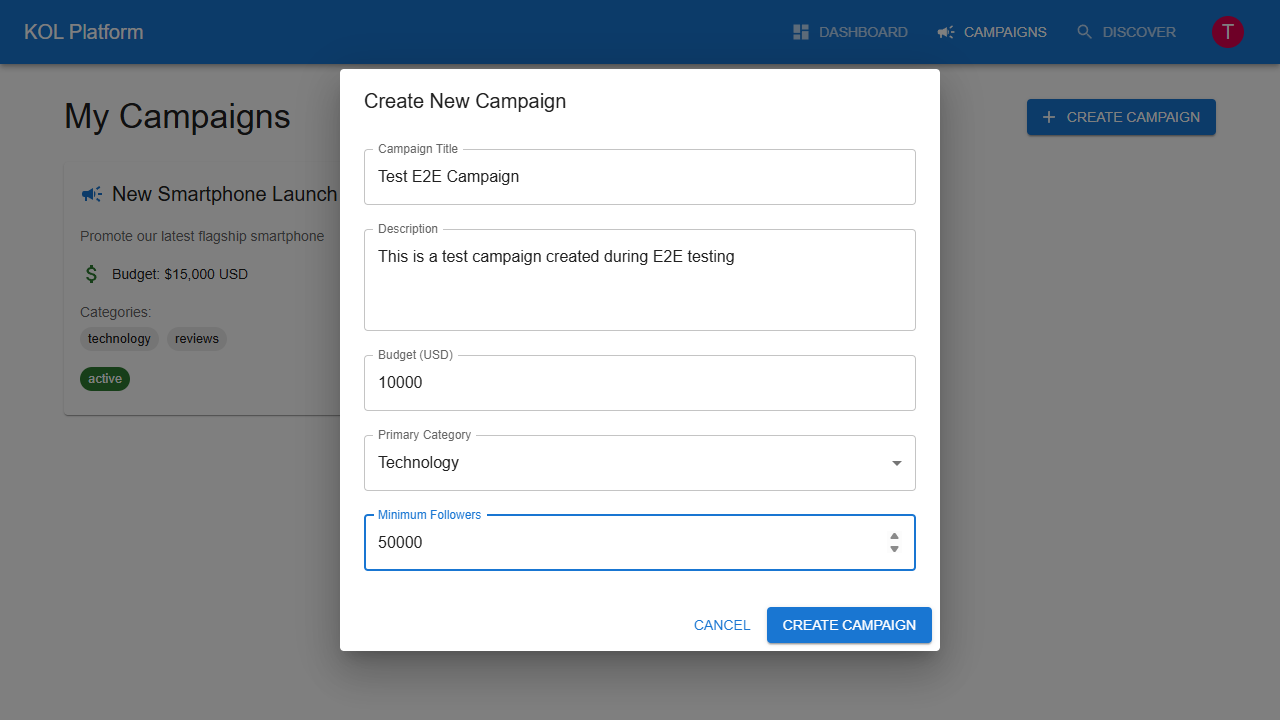 KOL Platform
DASHBOARD
CAMPAIGNS
DISCOVER
T
My Campaigns
CREATE CAMPAIGN
New Smartphone Launch
Promote our latest flagship smartphone
Budget: $15,000 USD
Categories:
technology
reviews
active
Create New Campaign
Campaign Title
Test E2E Campaign
Description
This is a test campaign created during E2E testing
Budget (USD)
10000
Primary Category
Technology
Minimum Followers
50000
CANCEL
CREATE CAMPAIGN